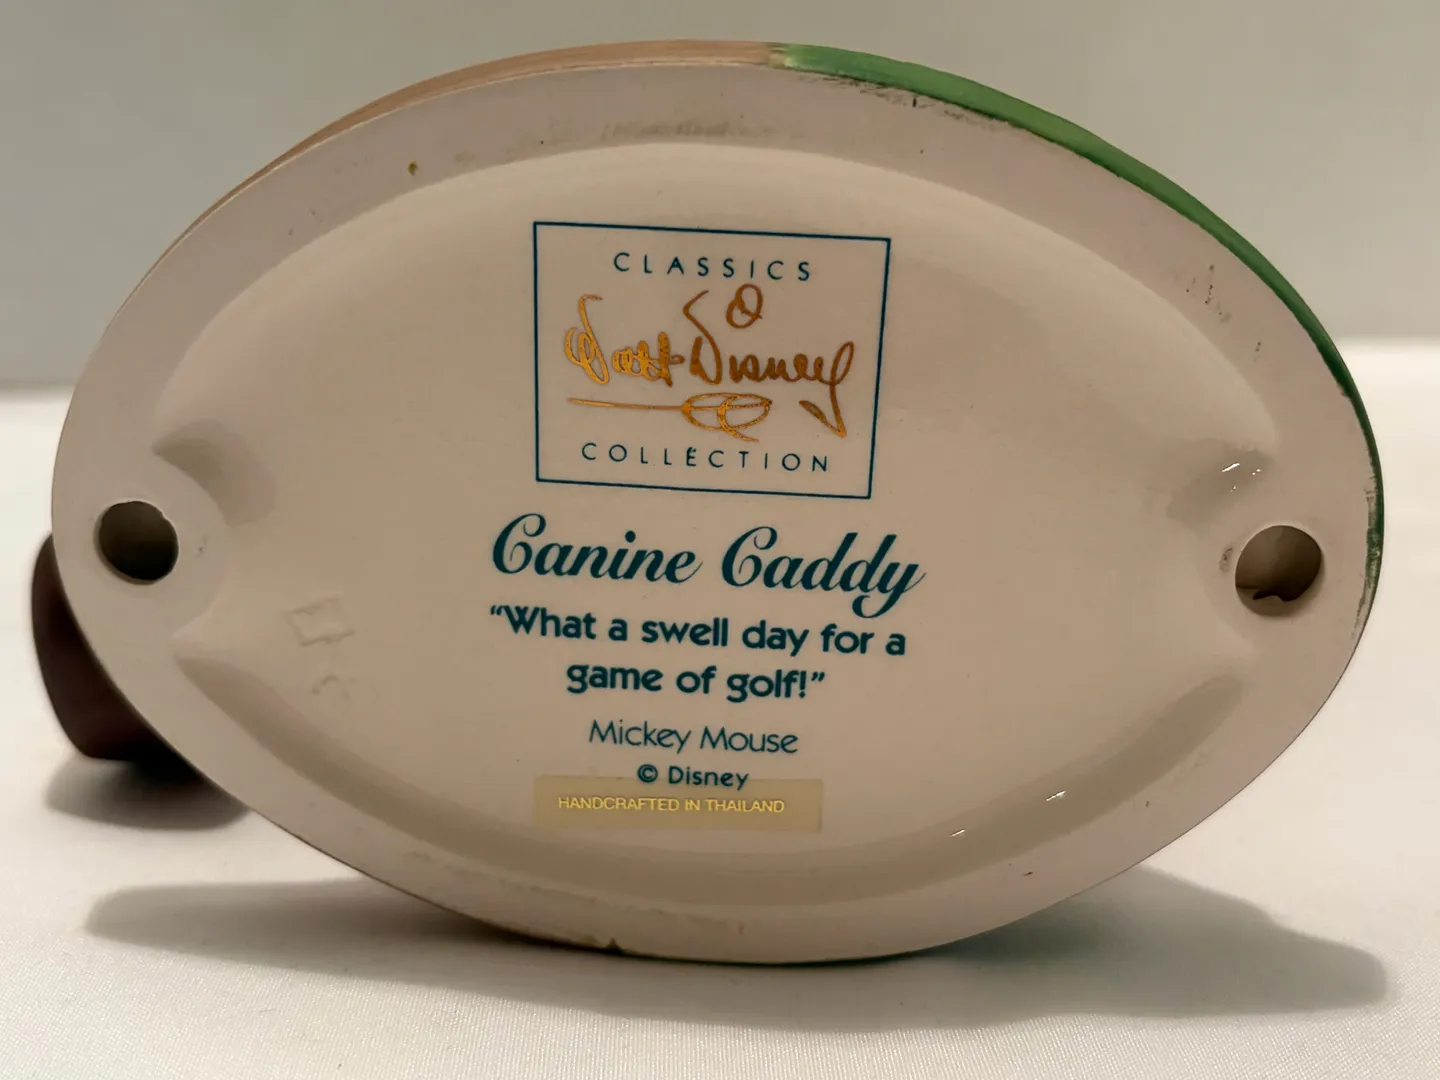 CLASSICS
Walt Disney
COLLECTION
Canine Caddy
“What a swell day for a
game of golf!”
Mickey Mouse
© Disney
HANDCRAFTED IN THAILAND